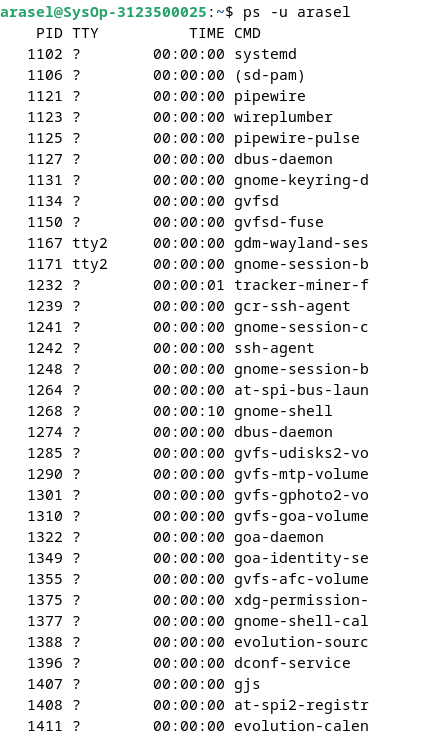 arasel@SysOp-3123500025:~$ ps -u arasel
    PID TTY          TIME CMD
   1102 ?        00:00:00 systemd
   1106 ?        00:00:00 (sd-pam)
   1121 ?        00:00:00 pipewire
   1123 ?        00:00:00 wireplumber
   1125 ?        00:00:00 pipewire-pulse
   1127 ?        00:00:00 dbus-daemon
   1131 ?        00:00:00 gnome-keyring-d
   1134 ?        00:00:00 gvfsd
   1150 ?        00:00:00 gvfsd-fuse
   1167 tty2     00:00:00 gdm-wayland-ses
   1171 tty2     00:00:00 gnome-session-b
   1232 ?        00:00:01 tracker-miner-f
   1239 ?        00:00:00 gcr-ssh-agent
   1241 ?        00:00:00 gnome-session-c
   1242 ?        00:00:00 ssh-agent
   1248 ?        00:00:00 gnome-session-b
   1264 ?        00:00:00 at-spi-bus-laun
   1268 ?        00:00:10 gnome-shell
   1274 ?        00:00:00 dbus-daemon
   1285 ?        00:00:00 gvfs-udisks2-vo
   1290 ?        00:00:00 gvfs-mtp-volume
   1301 ?        00:00:00 gvfs-gphoto2-vo
   1310 ?        00:00:00 gvfs-goa-volume
   1322 ?        00:00:00 goa-daemon
   1349 ?        00:00:00 goa-identity-se
   1355 ?        00:00:00 gvfs-afc-volume
   1375 ?        00:00:00 xdg-permission-
   1377 ?        00:00:00 gnome-shell-cal
   1388 ?        00:00:00 evolution-sourc
   1396 ?        00:00:00 dconf-service
   1407 ?        00:00:00 gjs
   1408 ?        00:00:00 at-spi2-registr
   1411 ?        00:00:00 evolution-calen